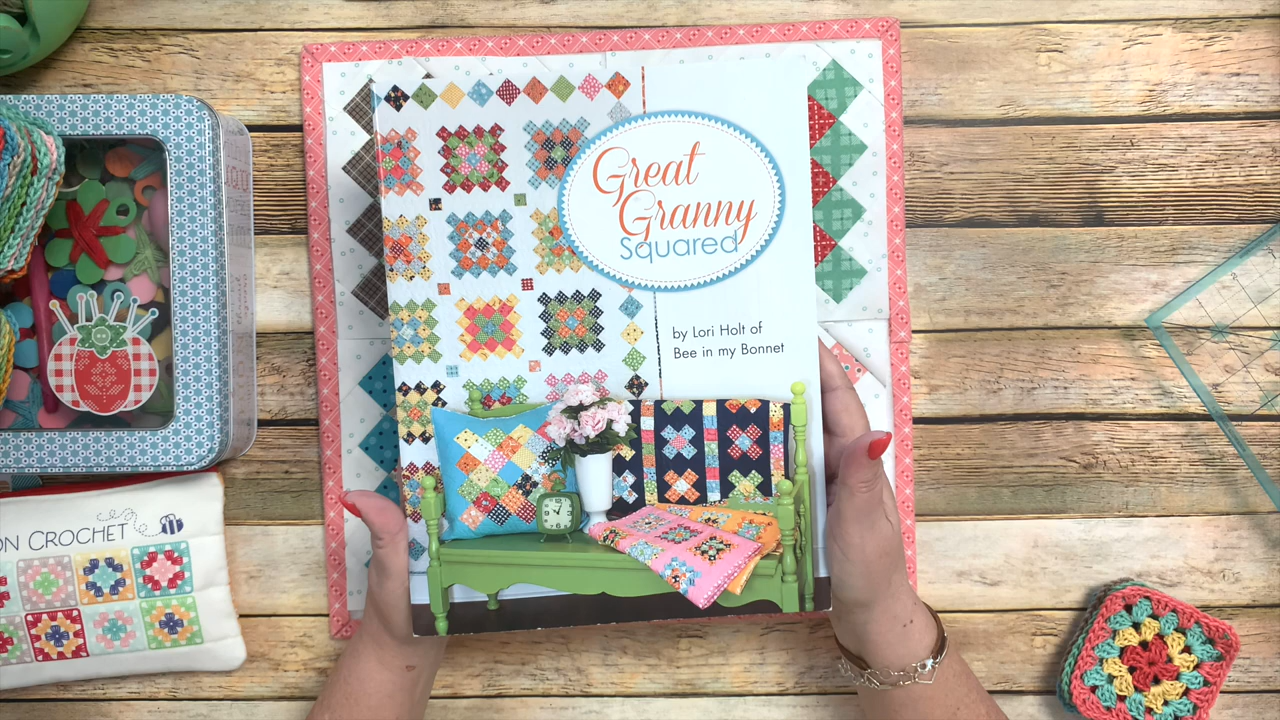 Great
Granny
Squared
by Lori Holt of
Bee in my Bonnet
ON CROCHET